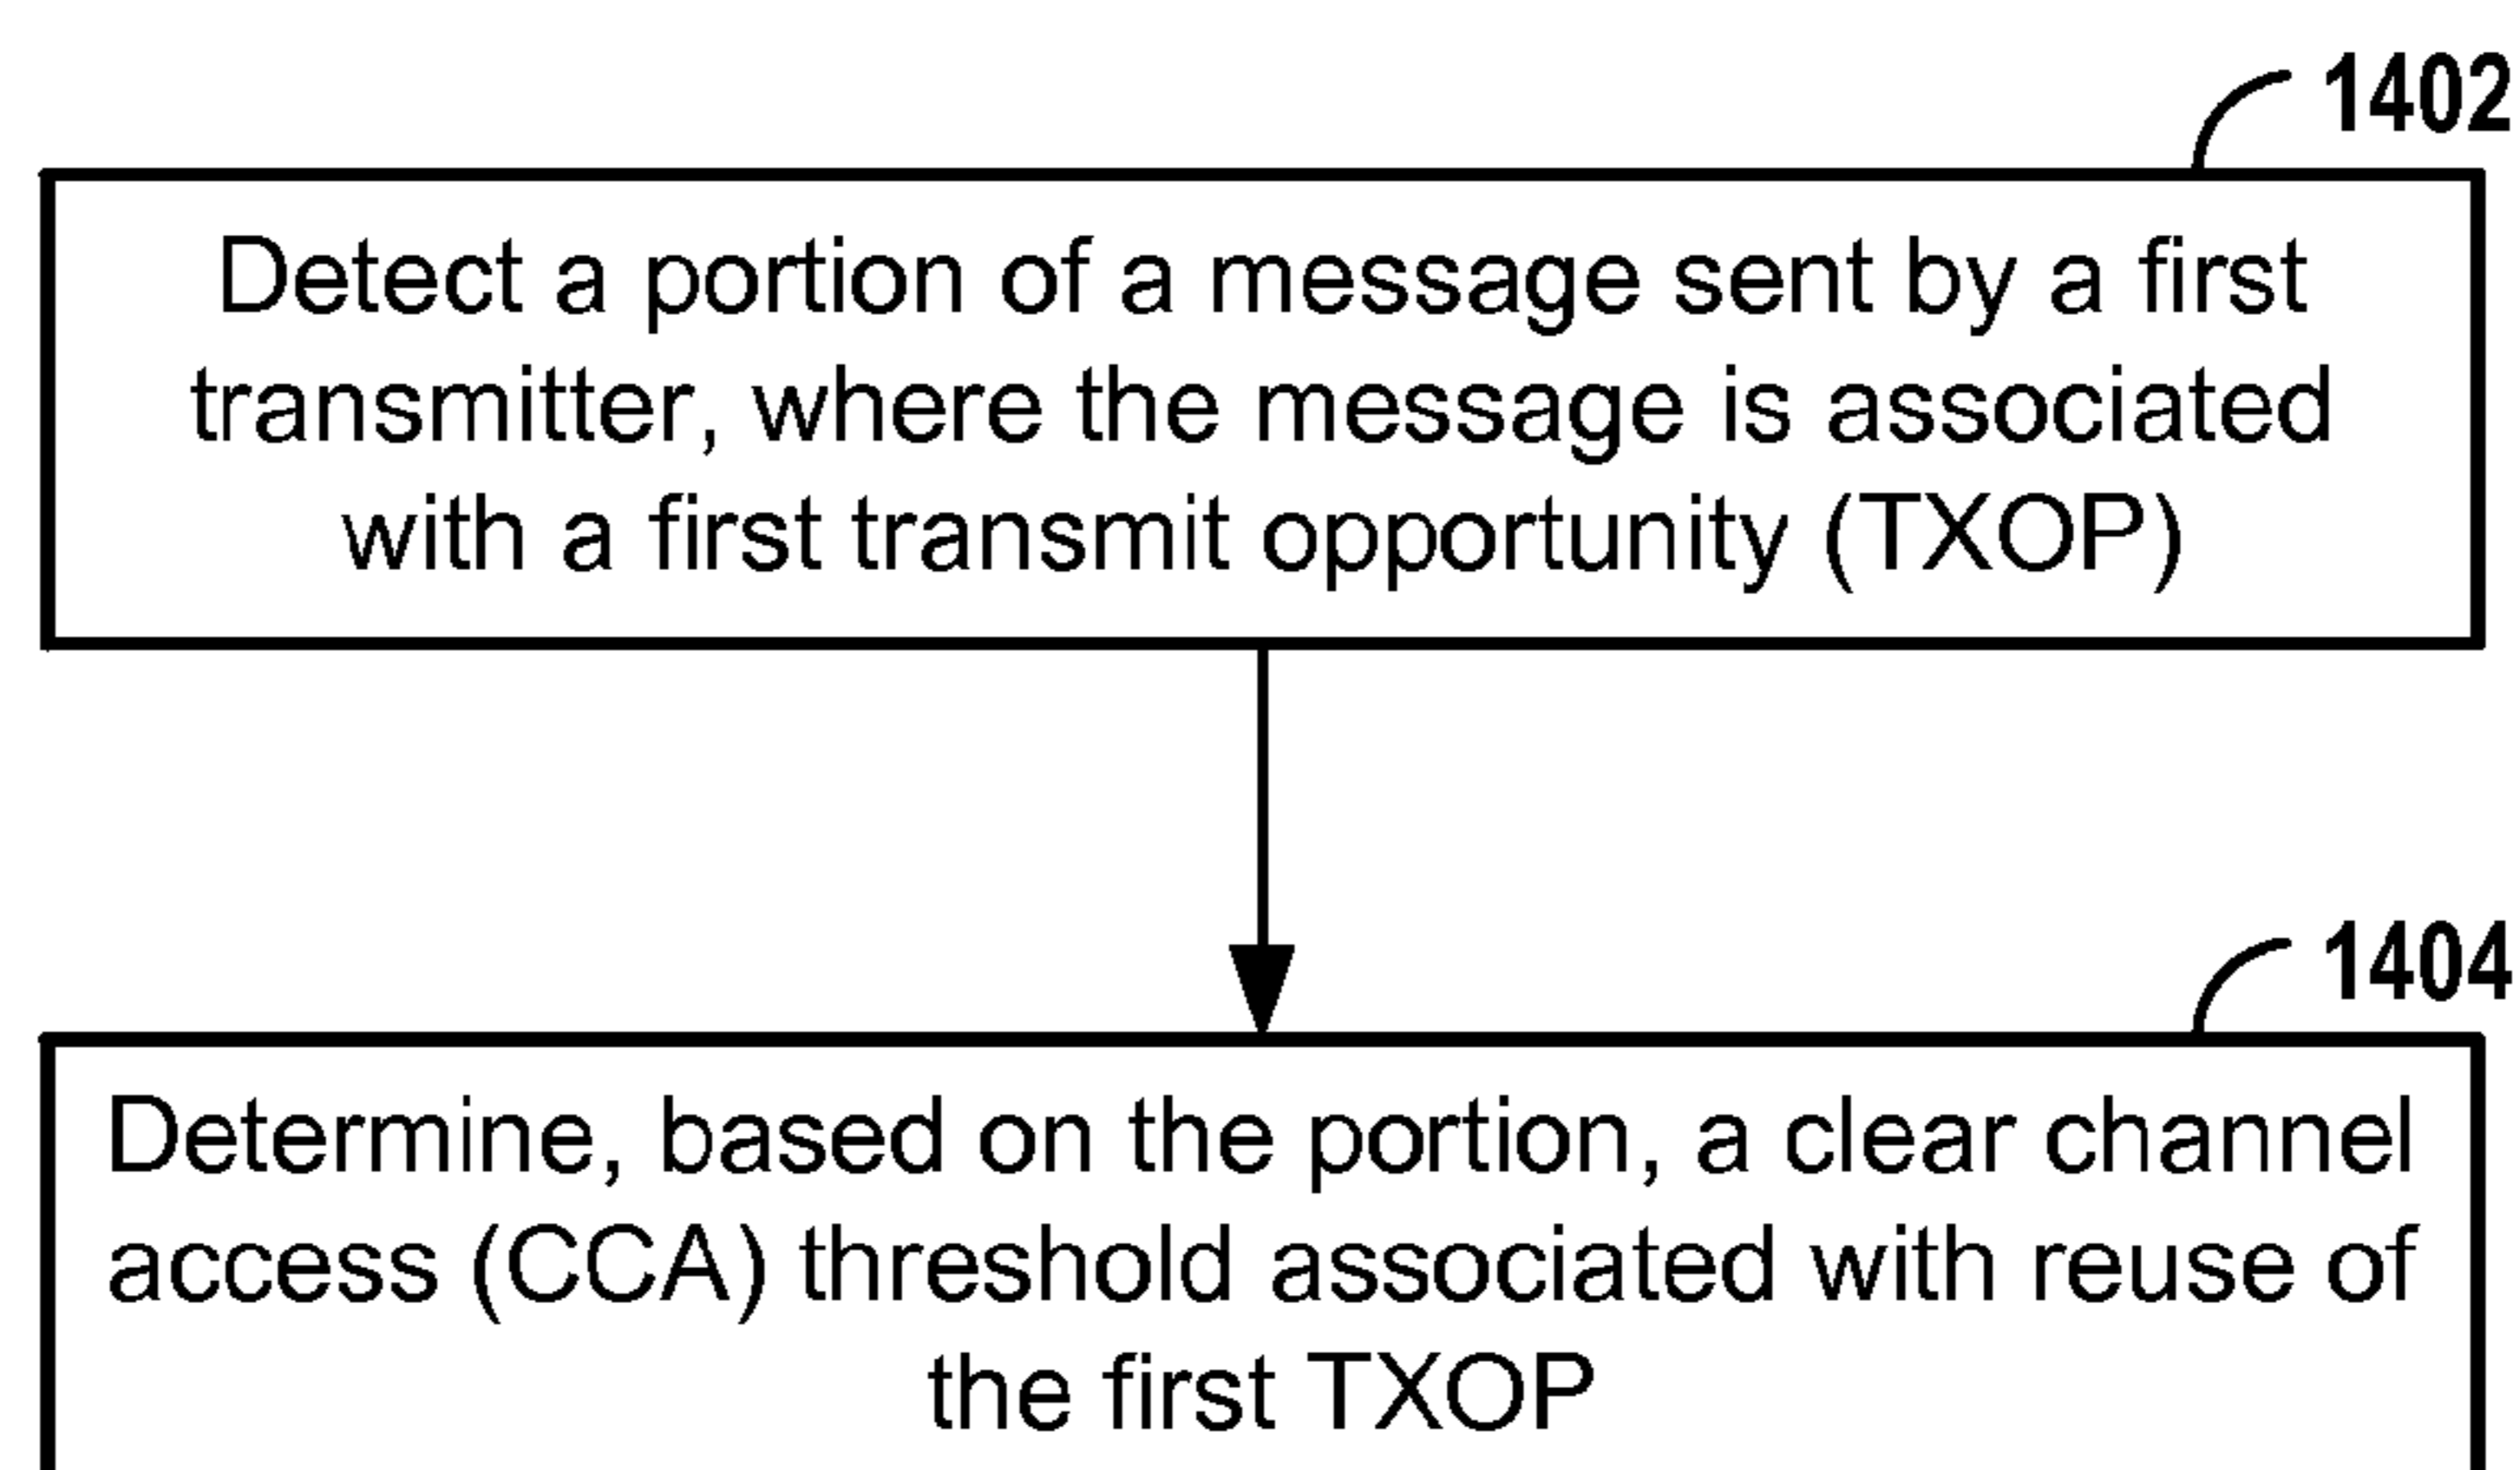 1402
Detect a portion of a message sent by a first
transmitter, where the message is associated
with a first transmit opportunity (TXOP)
1404
Determine, based on the portion, a clear channel
access (CCA) threshold associated with reuse of
the first TXOP